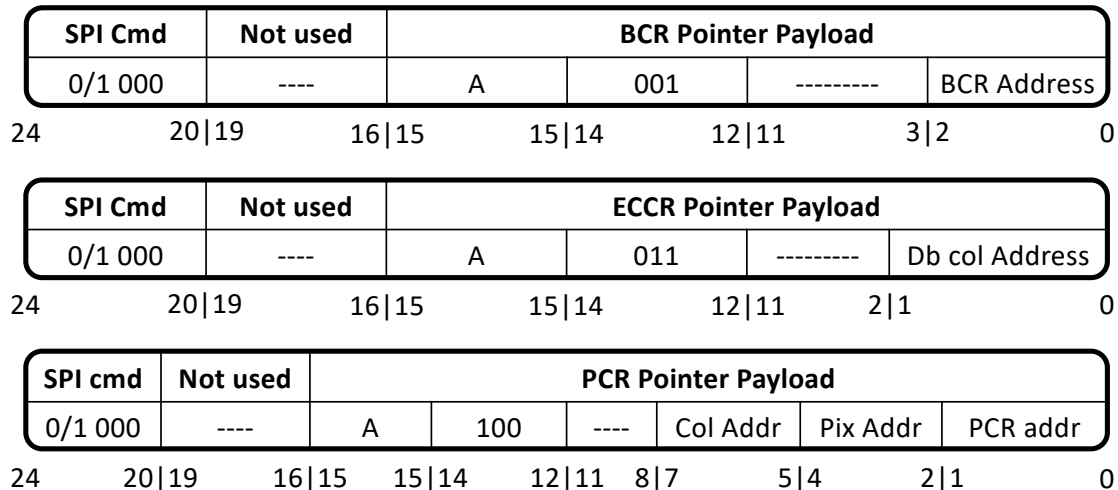 SPI Cmd Not used BCR Pointer Payload
0/1 000 ---- A 001 --------- BCR Address
24 20|19 16|15 15|14 12|11 3|2 0
SPI Cmd Not used ECCR Pointer Payload
0/1 000 ---- A 011 --------- Db col Address
24 20|19 16|15 15|14 12|11 2|1 0
SPI cmd Not used PCR Pointer Payload
0/1 000 ---- A 100 ---- Col Addr Pix Addr PCR addr
24 20|19 16|15 15|14 12|11 8|7 5|4 2|1 0